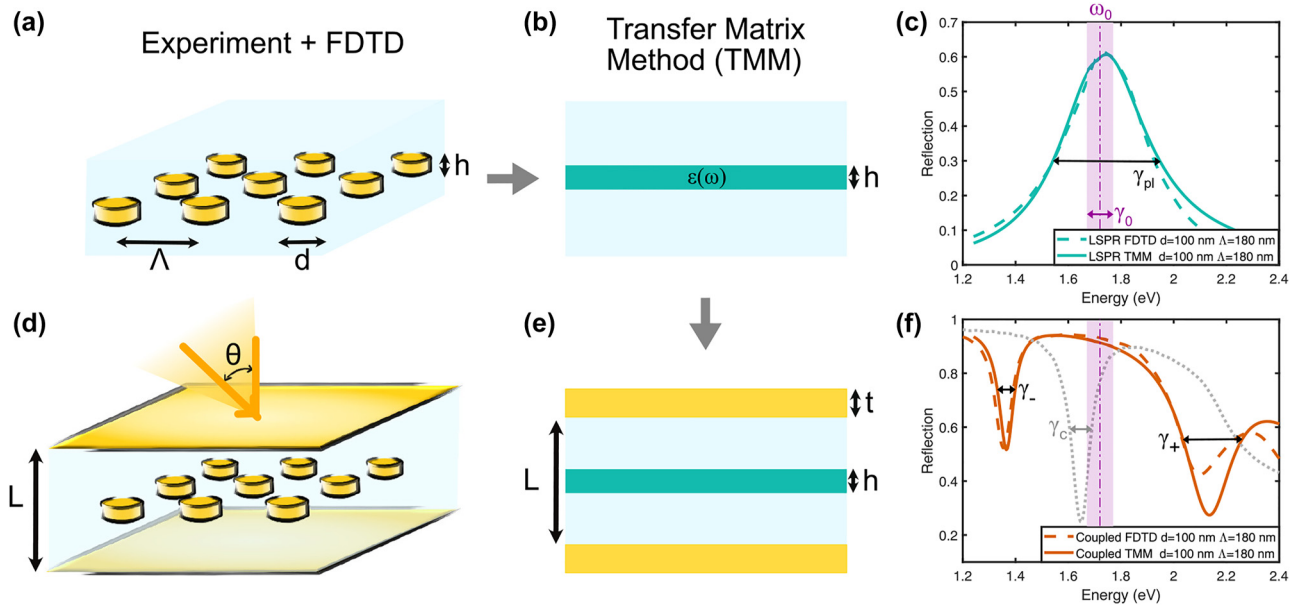 (a)
Experiment + FDTD
h
Λ
d
(b)
Transfer Matrix
Method (TMM)
ε(ω)
h
(c)
ω₀
0.7
0.6
0.5
0.4
0.3
0.2
0.1
0
Reflection
γpl
γ₀
LSPR FDTD d=100 nm Λ=180 nm
LSPR TMM d=100 nm Λ=180 nm
1.2 1.4 1.6 1.8 2 2.2 2.4
Energy (eV)
(d)
θ
L
(e)
t
L
h
(f)
1
0.8
0.6
0.4
0.2
Reflection
γ-
γc
γ+
Coupled FDTD d=100 nm Λ=180 nm
Coupled TMM d=100 nm Λ=180 nm
1.2 1.4 1.6 1.8 2 2.2 2.4
Energy (eV)